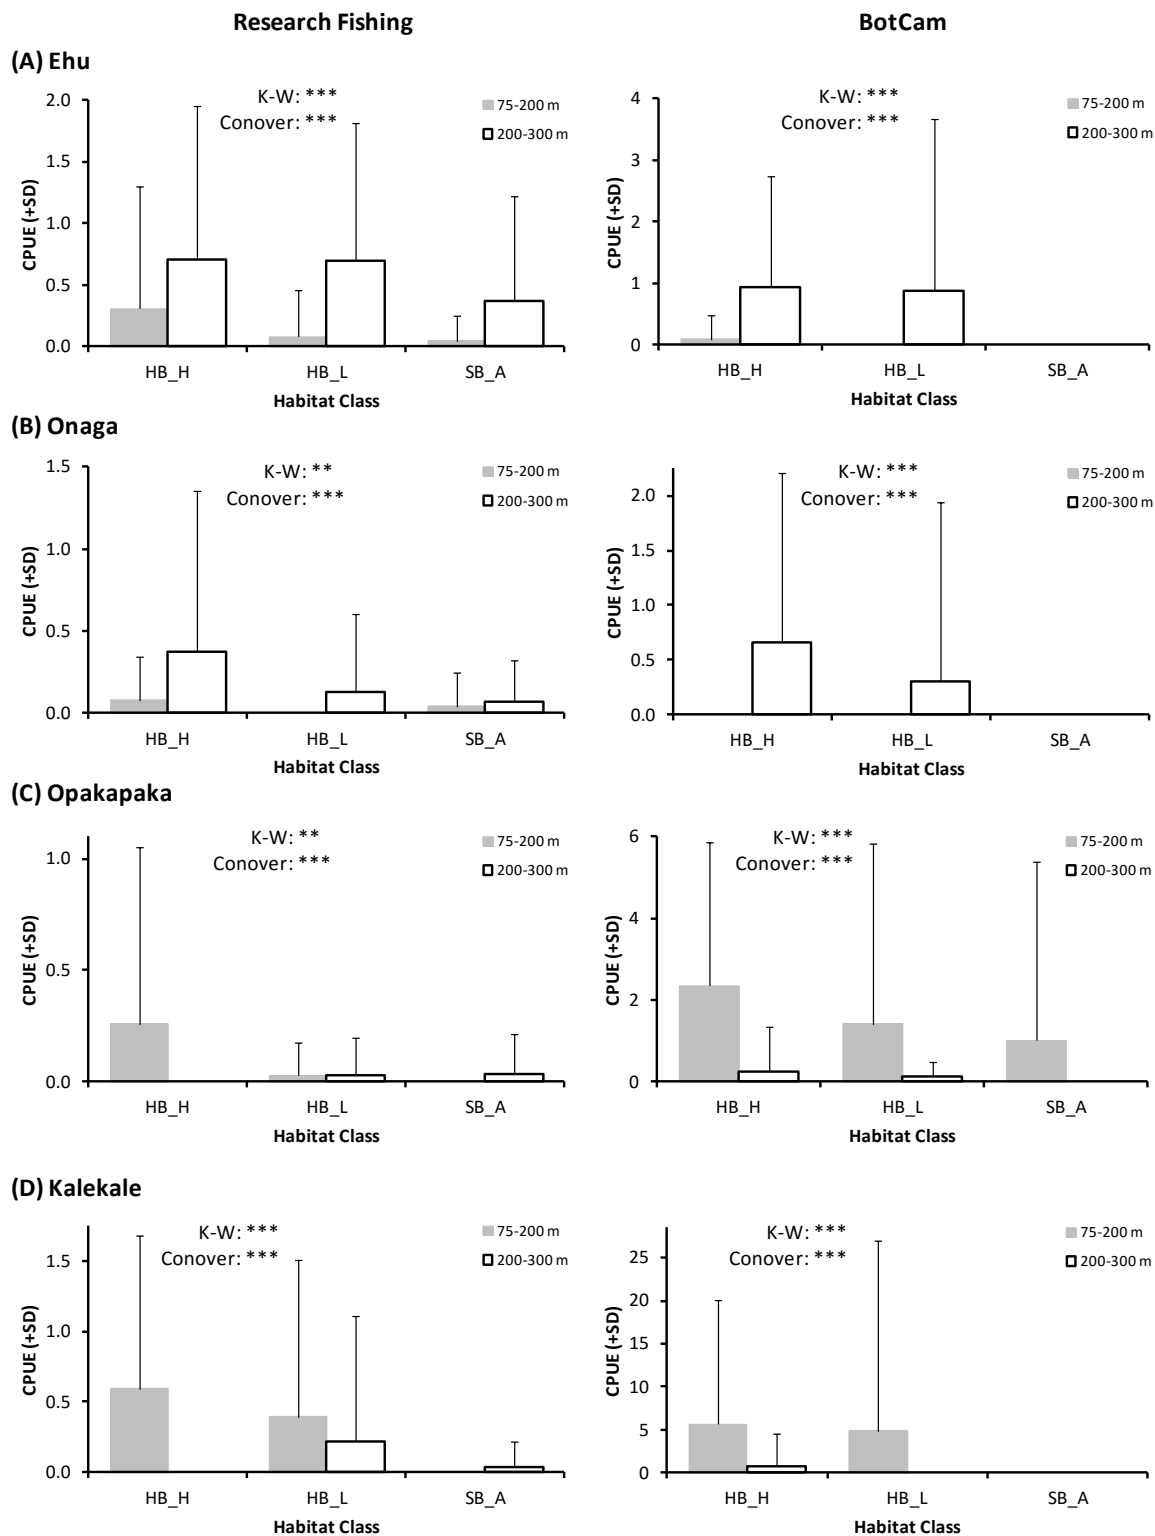 Research Fishing
BotCam
(A) Ehu
K-W: ***
Conover: ***
75-200 m
200-300 m
CPUE (+SD)
2.0
1.5
1.0
0.5
0.0
HB_H
HB_L
SB_A
Habitat Class
K-W: ***
Conover: ***
75-200 m
200-300 m
CPUE (+SD)
4
3
2
1
0
HB_H
HB_L
SB_A
Habitat Class
(B) Onaga
K-W: **
Conover: ***
75-200 m
200-300 m
CPUE (+SD)
1.5
1.0
0.5
0.0
HB_H
HB_L
SB_A
Habitat Class
K-W: ***
Conover: ***
75-200 m
200-300 m
CPUE (+SD)
2.0
1.5
1.0
0.5
0.0
HB_H
HB_L
SB_A
Habitat Class
(C) Opakapaka
K-W: **
Conover: ***
75-200 m
200-300 m
CPUE (+SD)
1.0
0.5
0.0
HB_H
HB_L
SB_A
Habitat Class
K-W: ***
Conover: ***
75-200 m
200-300 m
CPUE (+SD)
6
4
2
0
HB_H
HB_L
SB_A
Habitat Class
(D) Kalekale
K-W: ***
Conover: ***
75-200 m
200-300 m
CPUE (+SD)
1.5
1.0
0.5
0.0
HB_H
HB_L
SB_A
Habitat Class
K-W: ***
Conover: ***
75-200 m
200-300 m
CPUE (+SD)
25
20
15
10
5
0
HB_H
HB_L
SB_A
Habitat Class